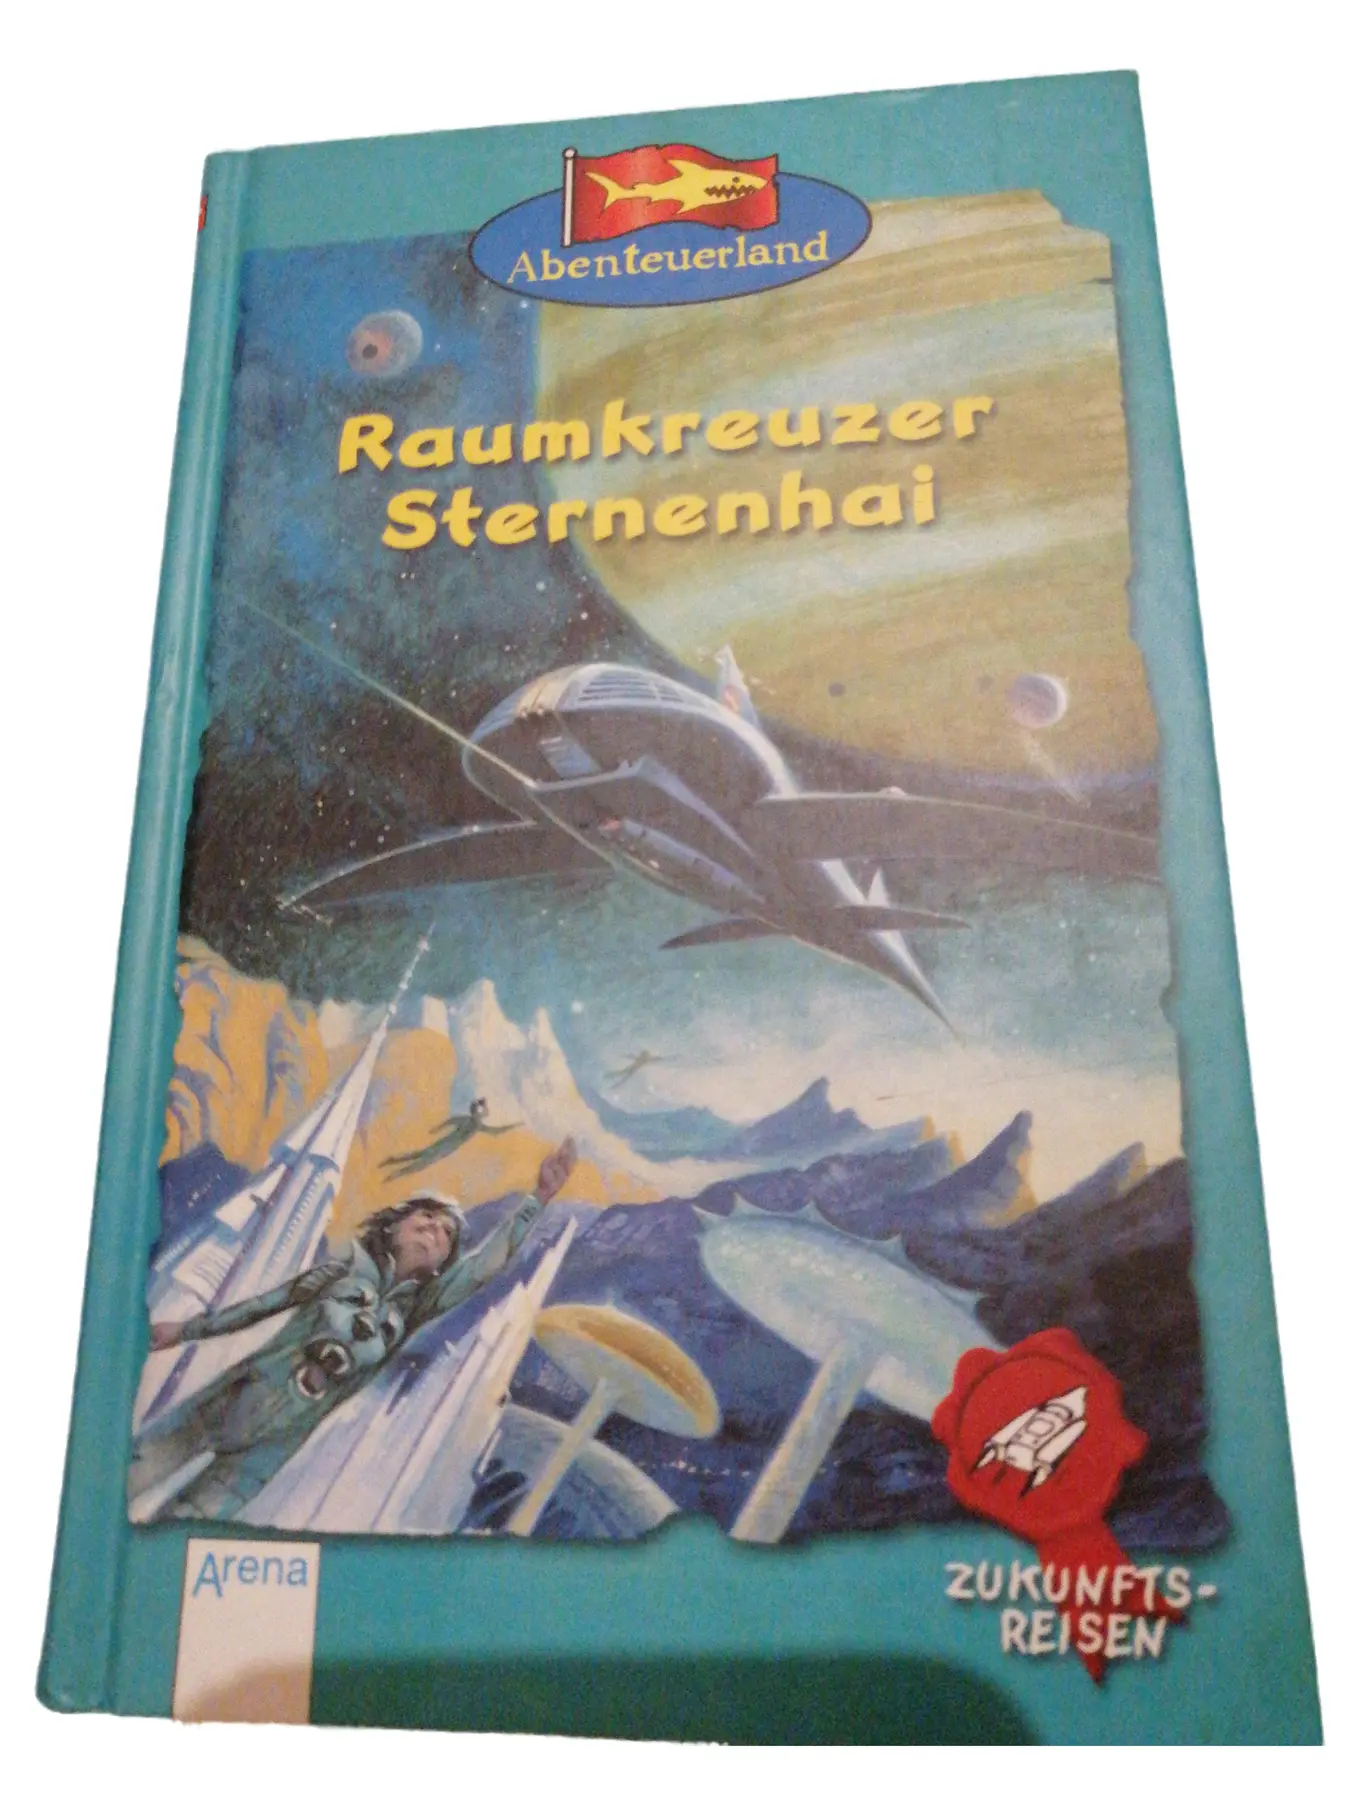 Abenteuerland
Raumkreuzer
Sternenhai
Arena
ZUKUNFTS-
REISEN